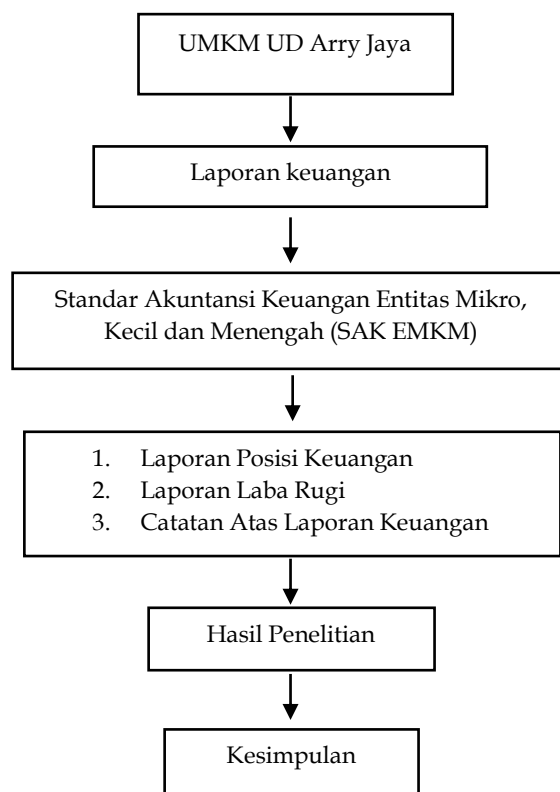 UMKM UD Arry Jaya
Laporan keuangan
Standar Akuntansi Keuangan Entitas Mikro,
Kecil dan Menengah (SAK EMKM)
1. Laporan Posisi Keuangan
2. Laporan Laba Rugi
3. Catatan Atas Laporan Keuangan
Hasil Penelitian
Kesimpulan